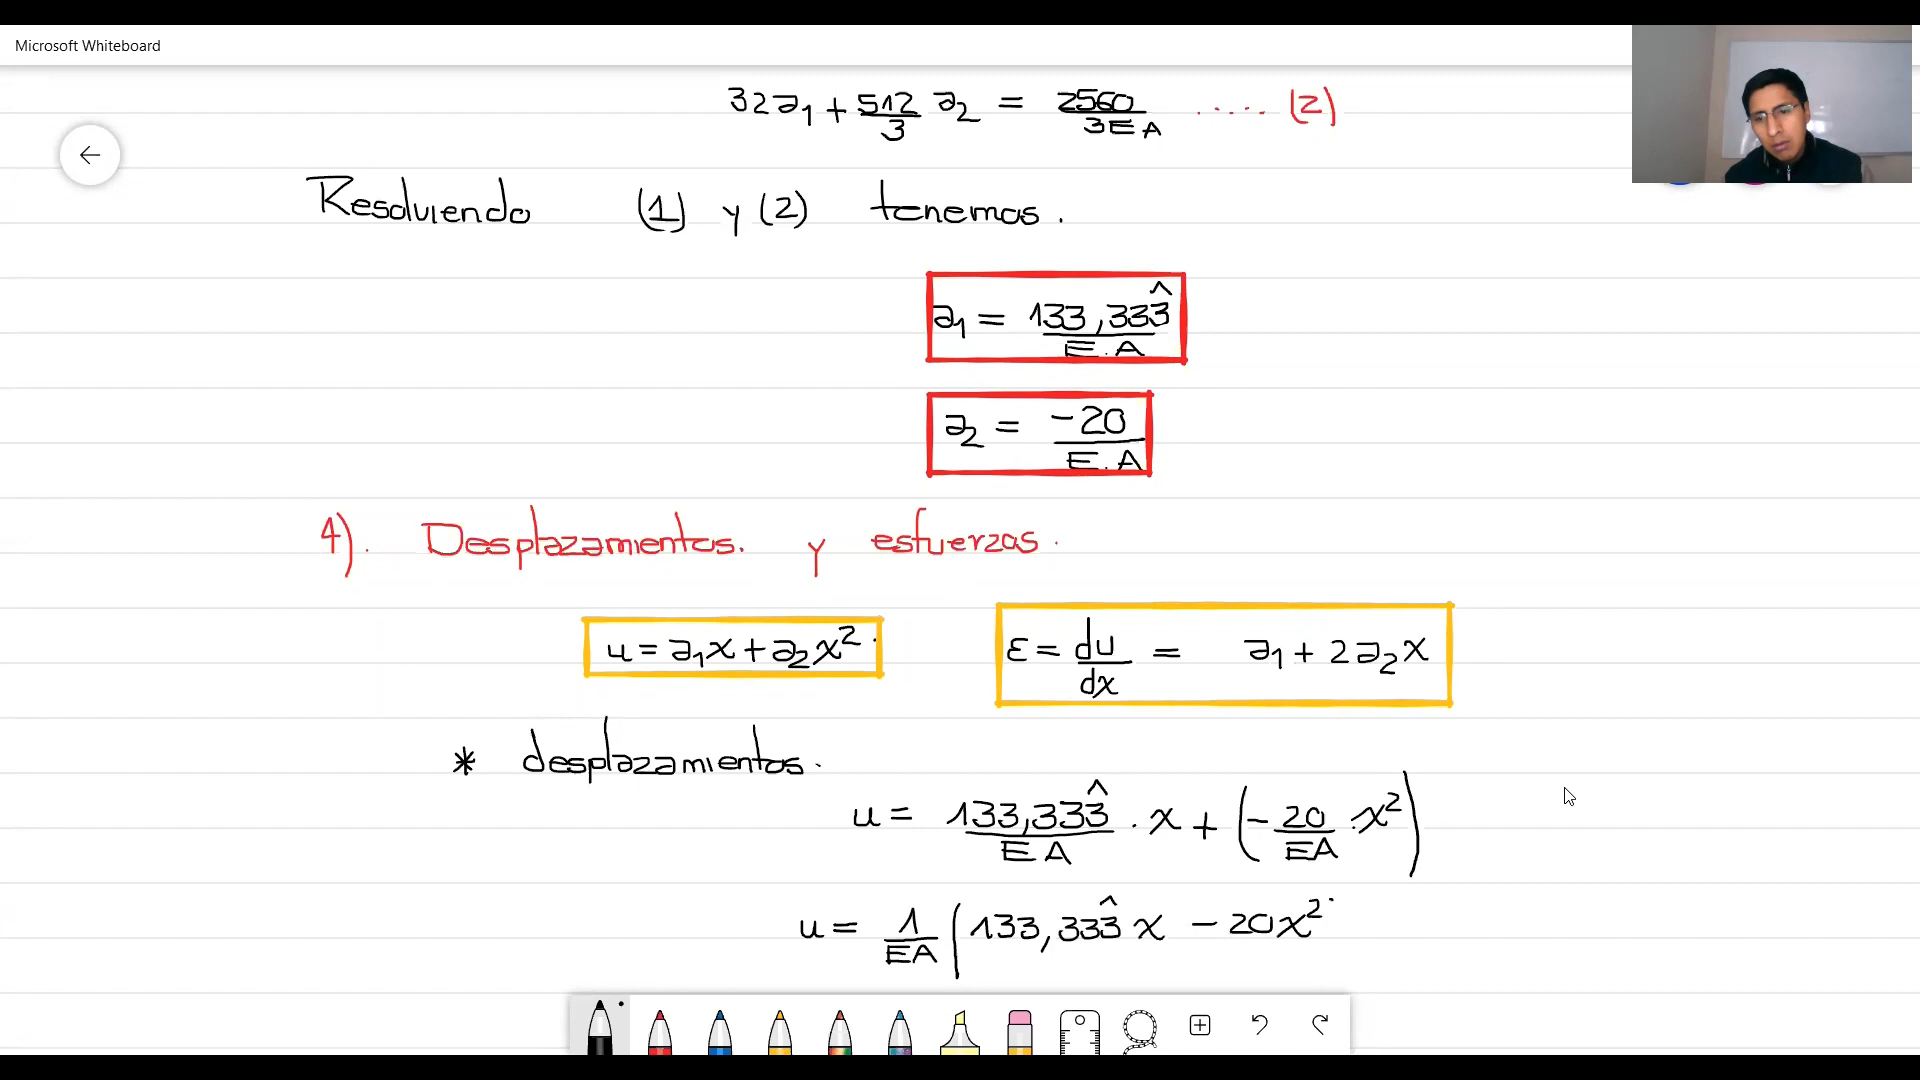 Microsoft Whiteboard
32a₁ + 512/3 a₂ = 2560/3EA ..... (2)
Resolviendo (1) y (2) tenemos.
a₁ = 133,333̂/E.A
a₂ = -20/E.A
4). Desplazamientos. y esfuerzos.
u = a₁x + a₂x² . ε = du/dx = a₁ + 2a₂x
* desplazamientos.
u = 133,333̂/EA . x + (- 20/EA . x²)
u = 1/EA (133,333̂ x - 20x²